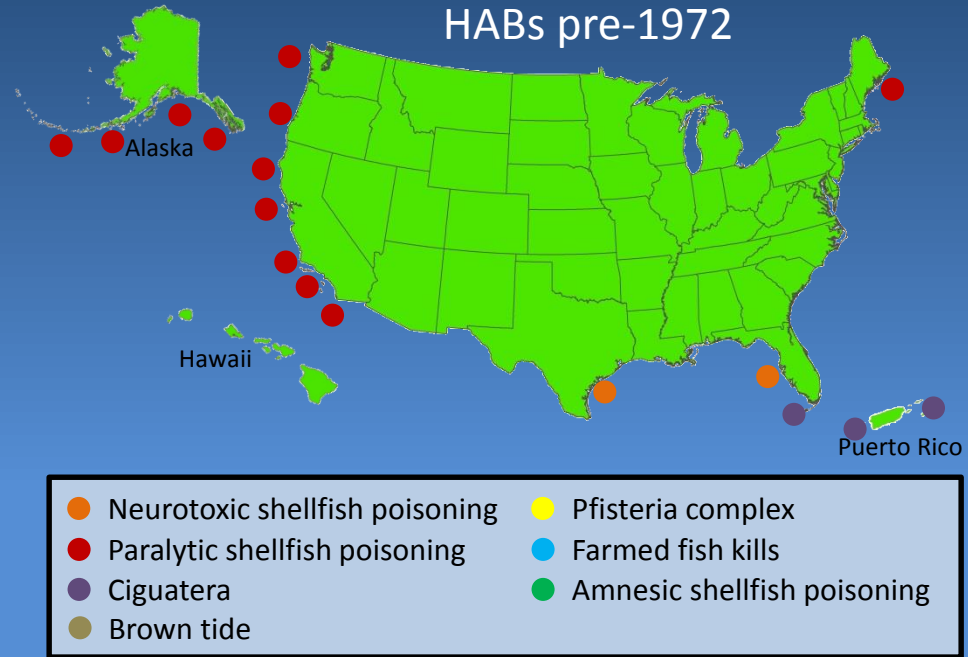 HABs pre-1972
Alaska
Hawaii
Puerto Rico
Neurotoxic shellfish poisoning
Paralytic shellfish poisoning
Ciguatera
Brown tide
Pfisteria complex
Farmed fish kills
Amnesic shellfish poisoning